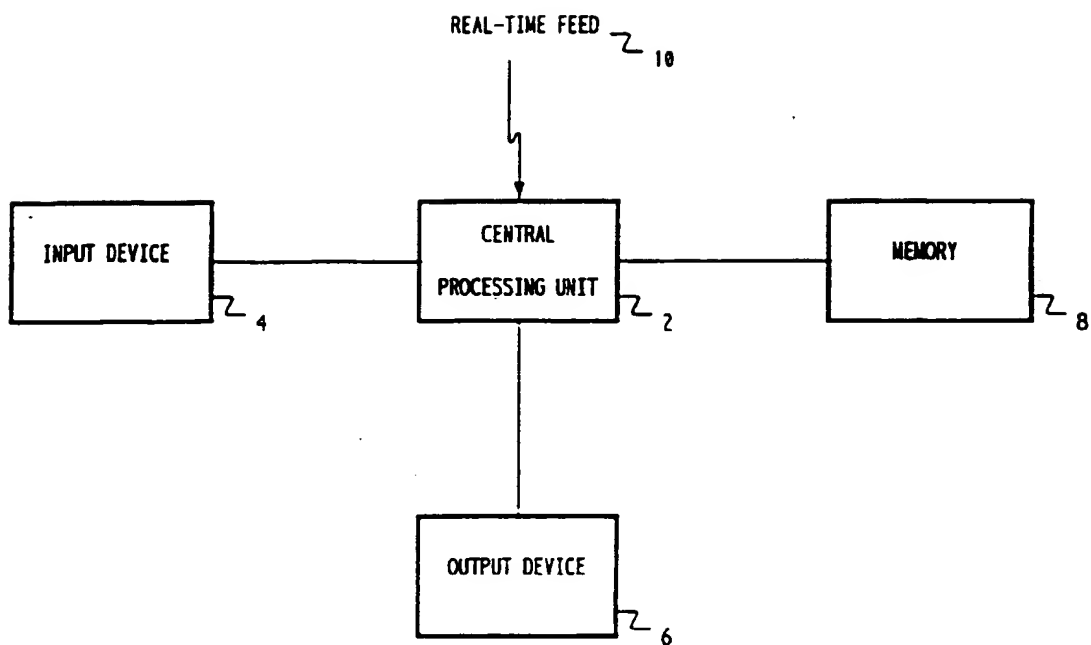 REAL-TIME FEED
10
INPUT DEVICE
4
CENTRAL
PROCESSING UNIT
2
MEMORY
8
OUTPUT DEVICE
6